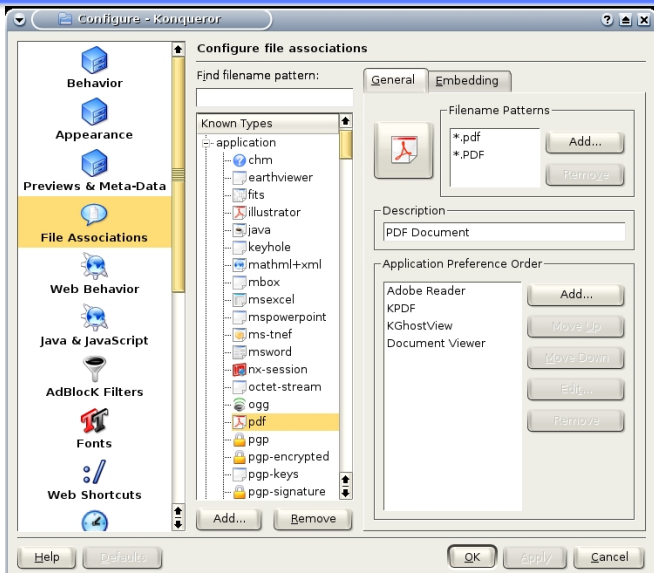 Configure - Konqueror
Behavior
Appearance
Previews & Meta-Data
File Associations
Web Behavior
Java & JavaScript
AdBlocK Filters
Fonts
Web Shortcuts
Configure file associations
Find filename pattern:
Known Types
application
chm
earthviewer
fits
illustrator
java
keyhole
mathml+xml
mbox
msexcel
mspowerpoint
ms-tnef
msword
nx-session
octet-stream
ogg
pdf
pgp
pgp-encrypted
pgp-keys
pgp-signature
Add...
Remove
General
Embedding
Filename Patterns
*.pdf
*.PDF
Add...
Remove
Description
PDF Document
Application Preference Order
Adobe Reader
KPDF
KGhostView
Document Viewer
Add...
Move Up
Move Down
Edit...
Remove
Help
Defaults
OK
Apply
Cancel